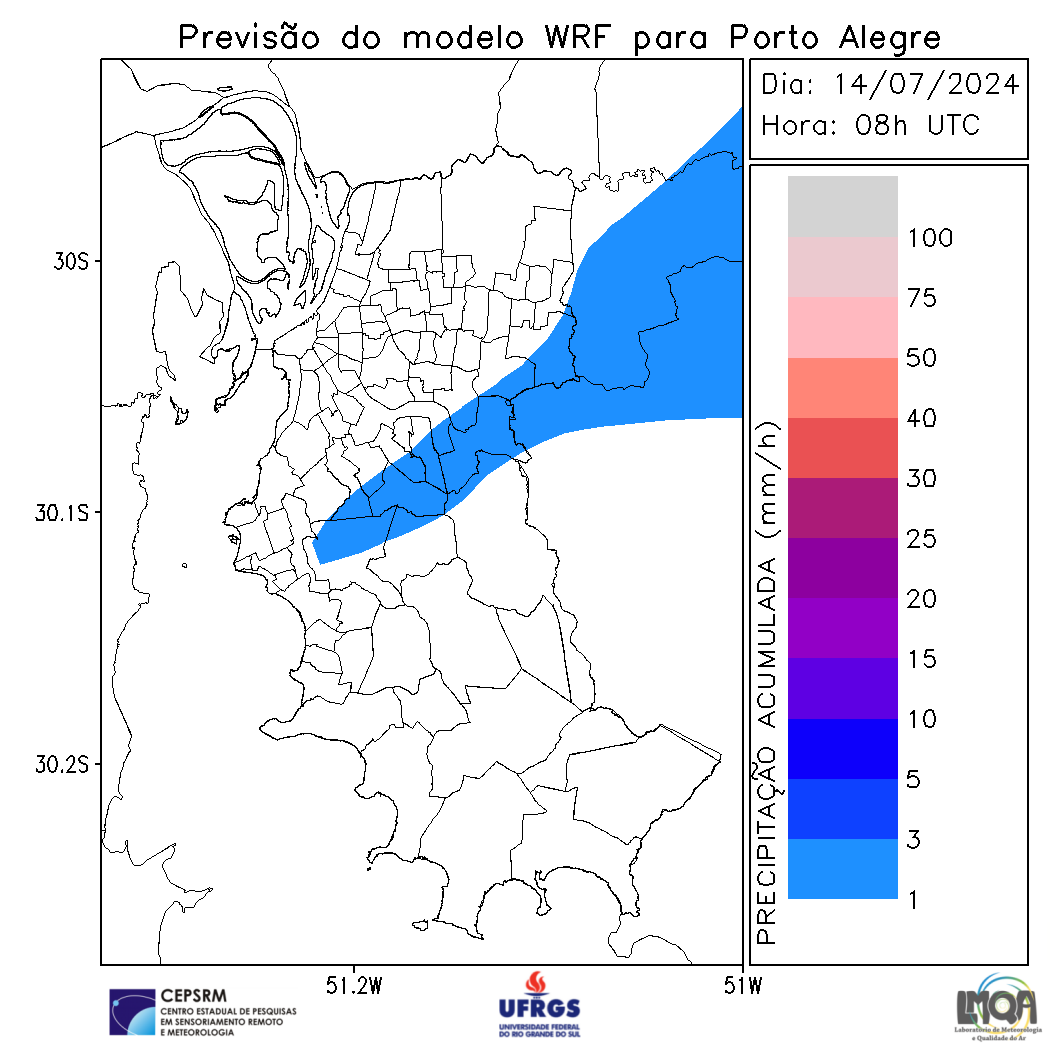 Previsão do modelo WRF para Porto Alegre
Dia: 14/07/2024
Hora: 08h UTC
30S
30.1S
30.2S
51.2W
51W
PRECIPITAÇÃO ACUMULADA (mm/h)
100
75
50
40
30
25
20
15
10
5
3
1
CEPSRM
CENTRO ESTADUAL DE PESQUISAS
EM SENSORIAMENTO REMOTO
E METEOROLOGIA
UFRGS
UNIVERSIDADE FEDERAL
DO RIO GRANDE DO SUL
LMQA
Laboratório de Meteorologia
e Qualidade do Ar